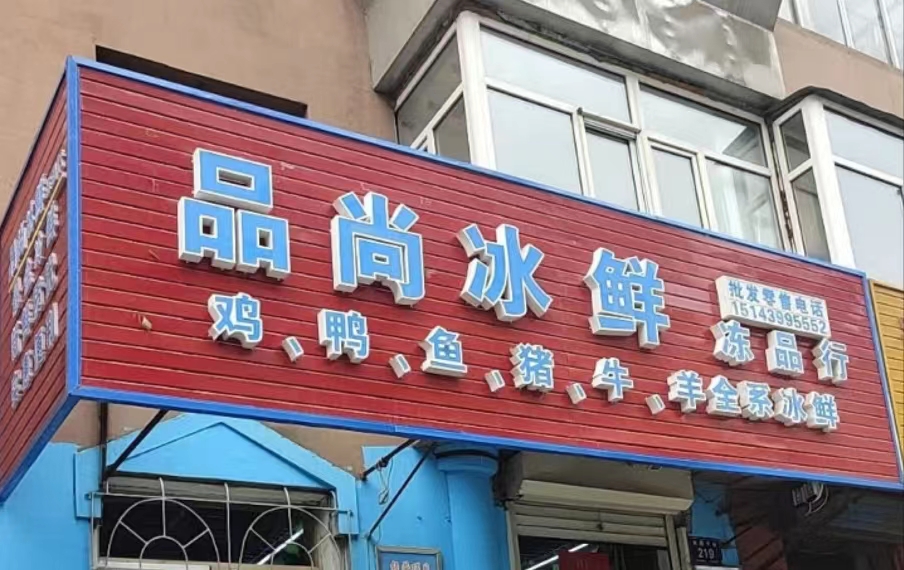 品尚冰鲜
批发零售电话
15143995552
冻品行
鸡、鸭、鱼、猪、牛、羊全系冰鲜
219